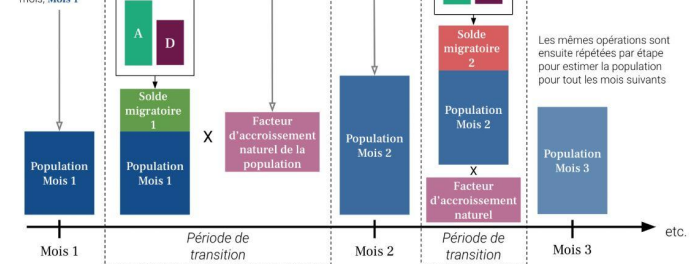 mois, Mois 1
A
D
Solde
migratoire
1
Population
Mois 1
Population
Mois 1
X
Facteur
d'accroissement
naturel de la
population
Population
Mois 2
Solde
migratoire
2
Population
Mois 2
X
Facteur
d'accroissement
naturel
Les mêmes opérations sont
ensuite répétées par étape
pour estimer la population
pour tout les mois suivants
Population
Mois 3
etc.
Mois 1
Période de
transition
Mois 2
Période de
transition
Mois 3